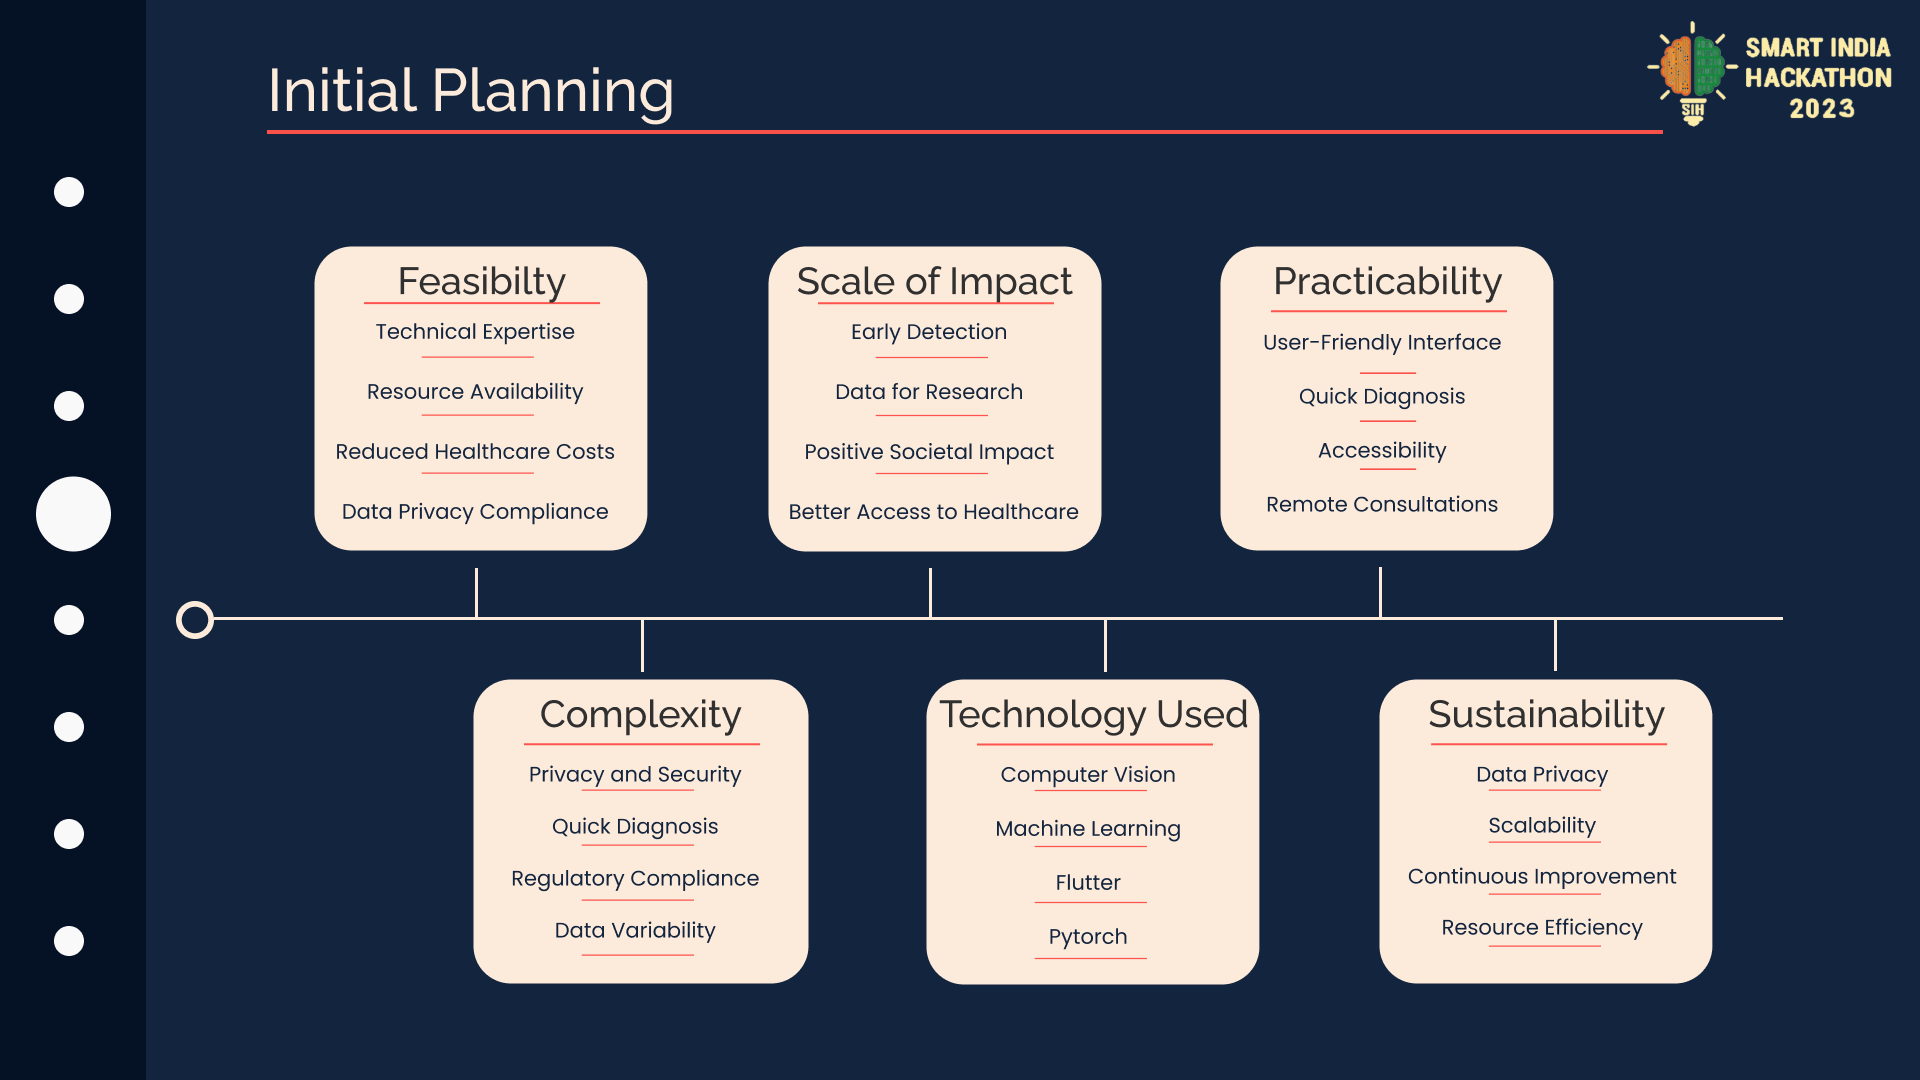 Initial Planning
SMART INDIA
HACKATHON
2023
SIH
Feasibilty
Technical Expertise
Resource Availability
Reduced Healthcare Costs
Data Privacy Compliance
Scale of Impact
Early Detection
Data for Research
Positive Societal Impact
Better Access to Healthcare
Practicability
User-Friendly Interface
Quick Diagnosis
Accessibility
Remote Consultations
Complexity
Privacy and Security
Quick Diagnosis
Regulatory Compliance
Data Variability
Technology Used
Computer Vision
Machine Learning
Flutter
Pytorch
Sustainability
Data Privacy
Scalability
Continuous Improvement
Resource Efficiency